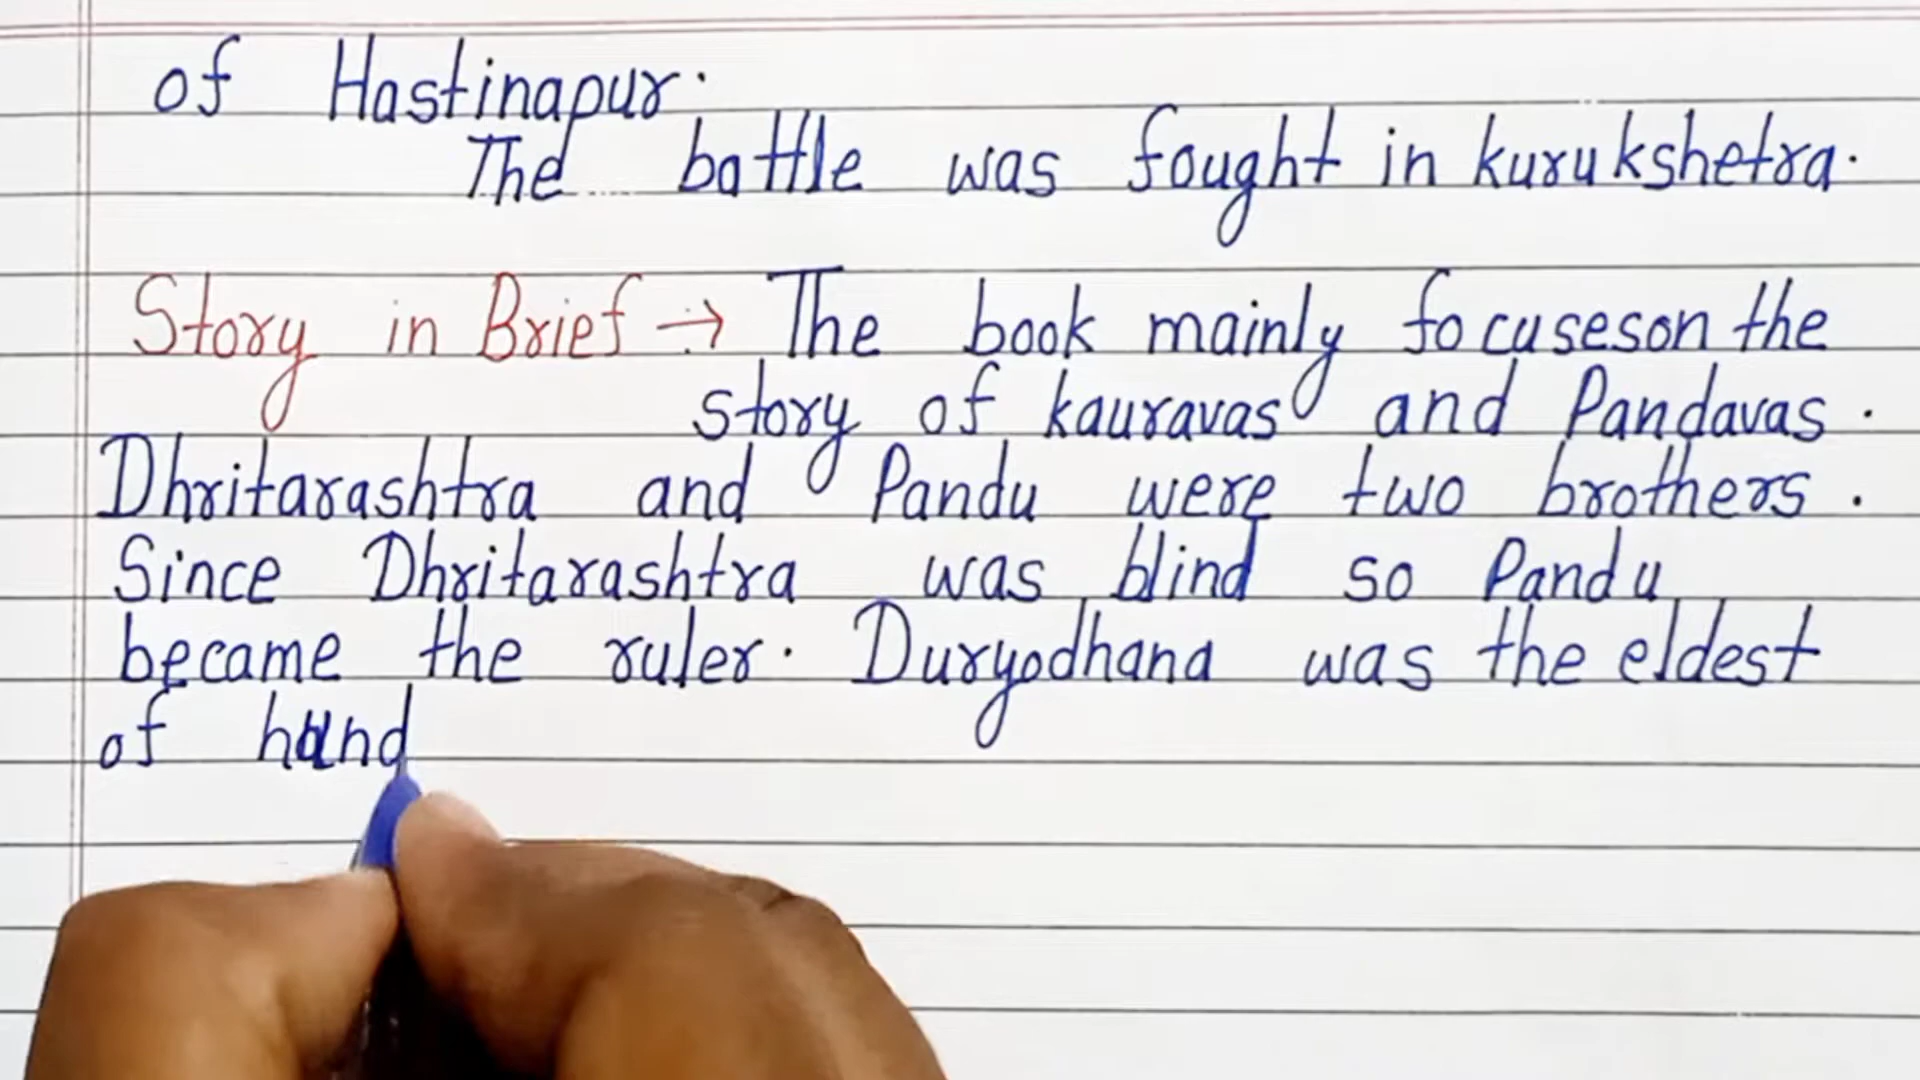 of Hastinapur.
The battle was fought in kurukshetra.
Story in Brief → The book mainly focuseson the
story of kauravas and Pandavas.
Dhritarashtra and Pandu were two brothers.
Since Dhritarashtra was blind so Pandu
became the ruler. Duryodhana was the eldest
of hund